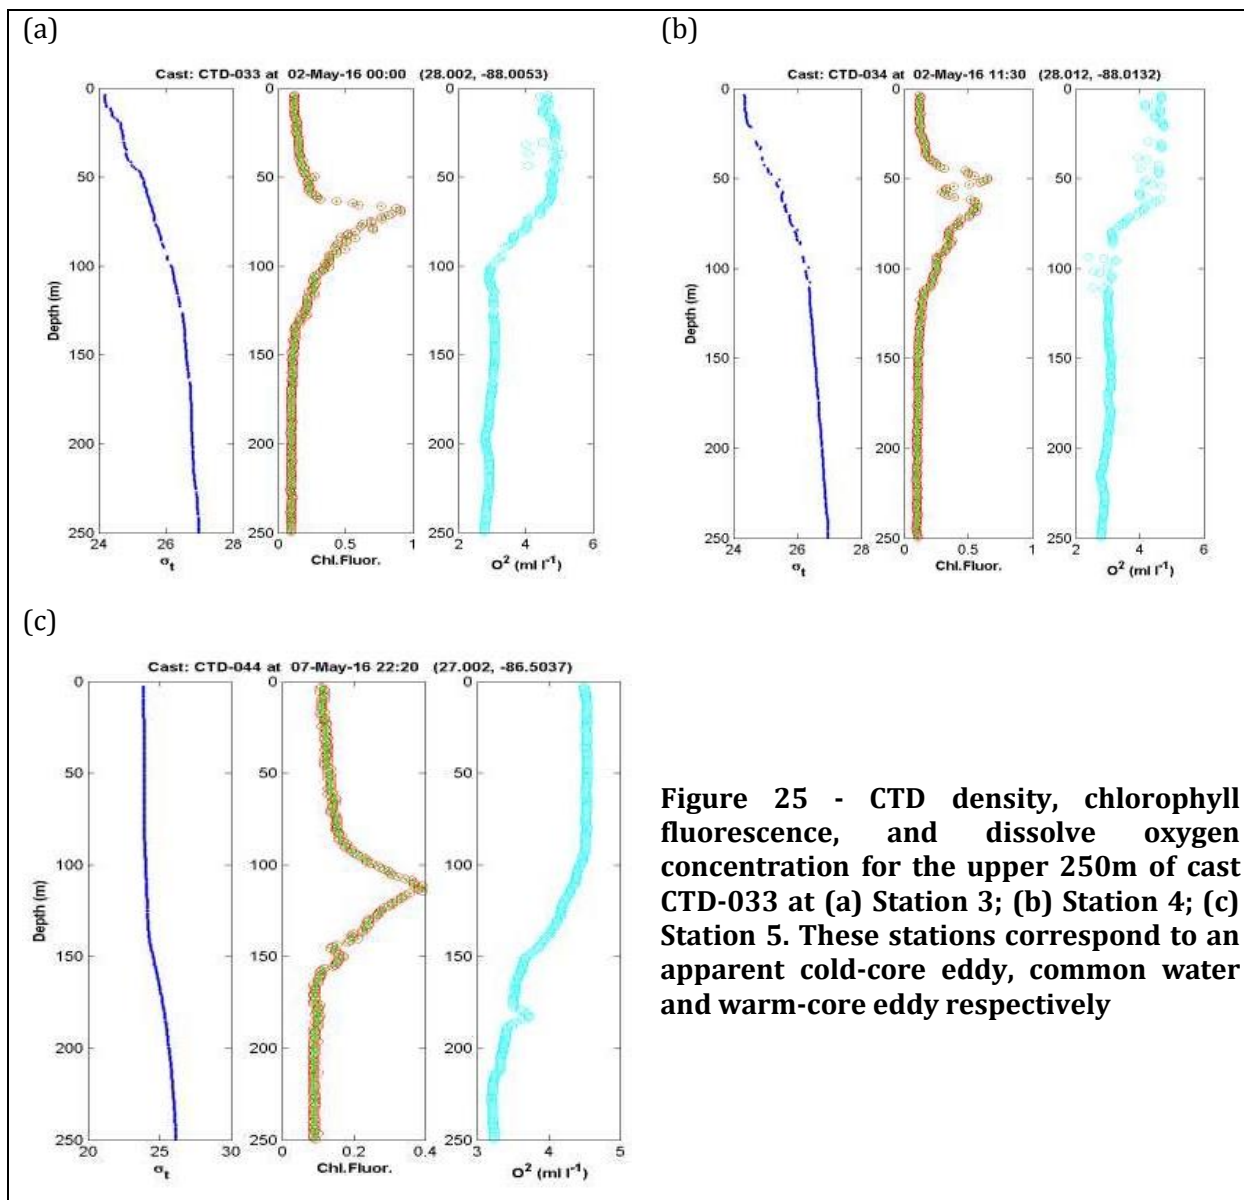 (a)
Cast: CTD-033 at 02-May-16 00:00 (28.002, -88.0053)
0
50
100
150
200
250
Depth (m)
24 26 28
σt
0
50
100
150
200
250
0 0.5 1
Chl.Fluor.
0
50
100
150
200
250
2 4 6
O² (ml l⁻¹)
(b)
Cast: CTD-034 at 02-May-16 11:30 (28.012, -88.0132)
0
50
100
150
200
250
Depth (m)
24 26 28
σt
0
50
100
150
200
250
0 0.5 1
Chl.Fluor.
0
50
100
150
200
250
2 4 6
O² (ml l⁻¹)
(c)
Cast: CTD-044 at 07-May-16 22:20 (27.002, -86.5037)
0
50
100
150
200
250
Depth (m)
20 25 30
σt
0
50
100
150
200
250
0 0.2 0.4
Chl.Fluor.
0
50
100
150
200
250
3 4 5
O² (ml l⁻¹)
Figure 25 - CTD density, chlorophyll
fluorescence, and dissolve oxygen
concentration for the upper 250m of cast
CTD-033 at (a) Station 3; (b) Station 4; (c)
Station 5. These stations correspond to an
apparent cold-core eddy, common water
and warm-core eddy respectively